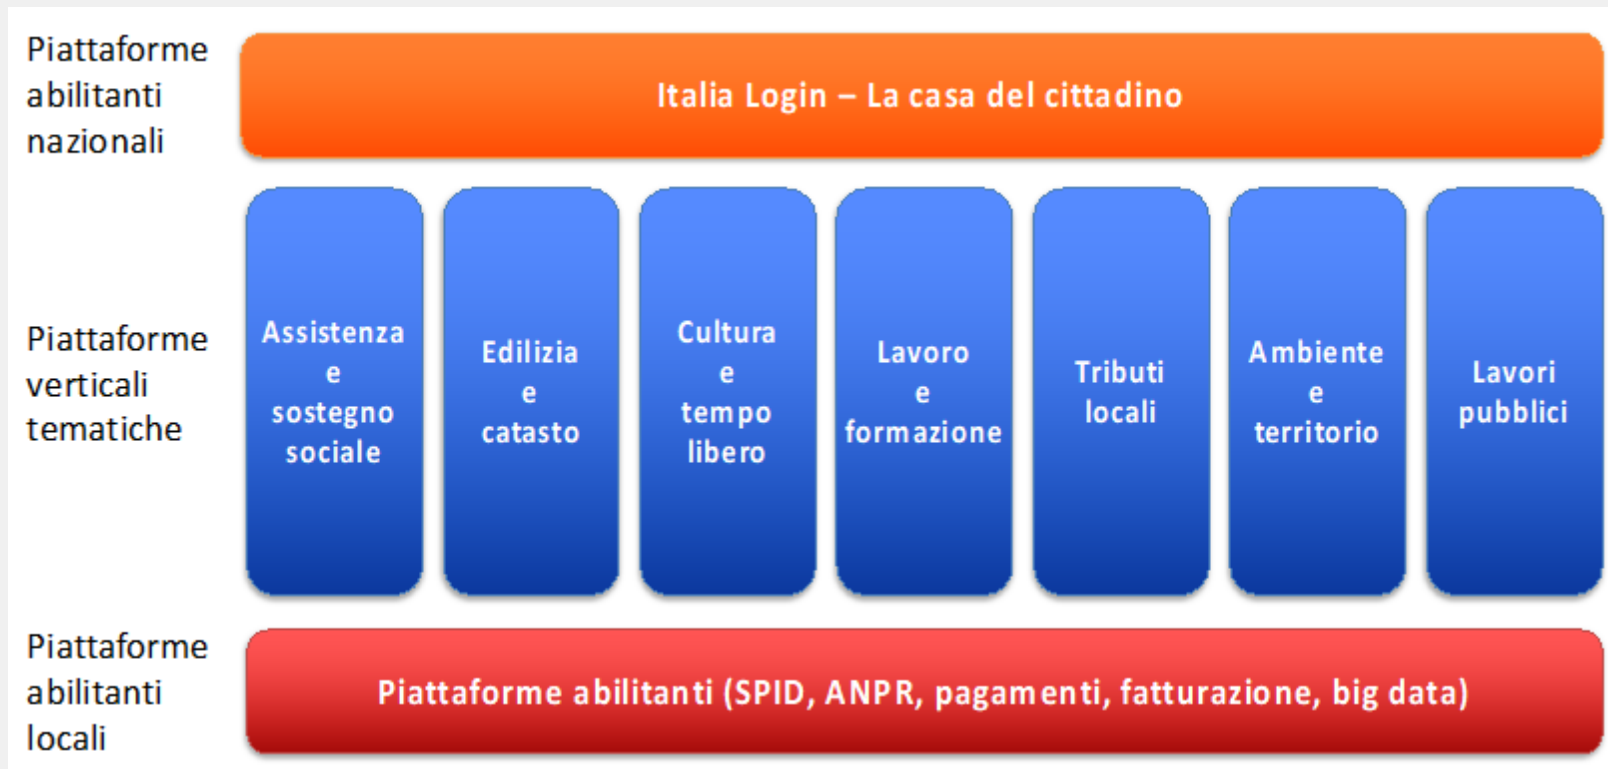 Piattaforme
abilitanti
nazionali
Italia Login – La casa del cittadino
Piattaforme
verticali
tematiche
Assistenza
e
sostegno
sociale
Edilizia
e
catasto
Cultura
e
tempo
libero
Lavoro
e
formazione
Tributi
locali
Ambiente
e
territorio
Lavori
pubblici
Piattaforme
abilitanti
locali
Piattaforme abilitanti (SPID, ANPR, pagamenti, fatturazione, big data)